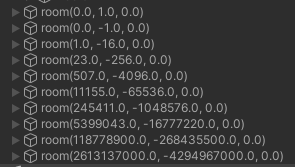 room(0.0, 1.0, 0.0)
room(0.0, -1.0, 0.0)
room(1.0, -16.0, 0.0)
room(23.0, -256.0, 0.0)
room(507.0, -4096.0, 0.0)
room(11155.0, -65536.0, 0.0)
room(245411.0, -1048576.0, 0.0)
room(5399043.0, -16777220.0, 0.0)
room(118778900.0, -268435500.0, 0.0)
room(2613137000.0, -4294967000.0, 0.0)